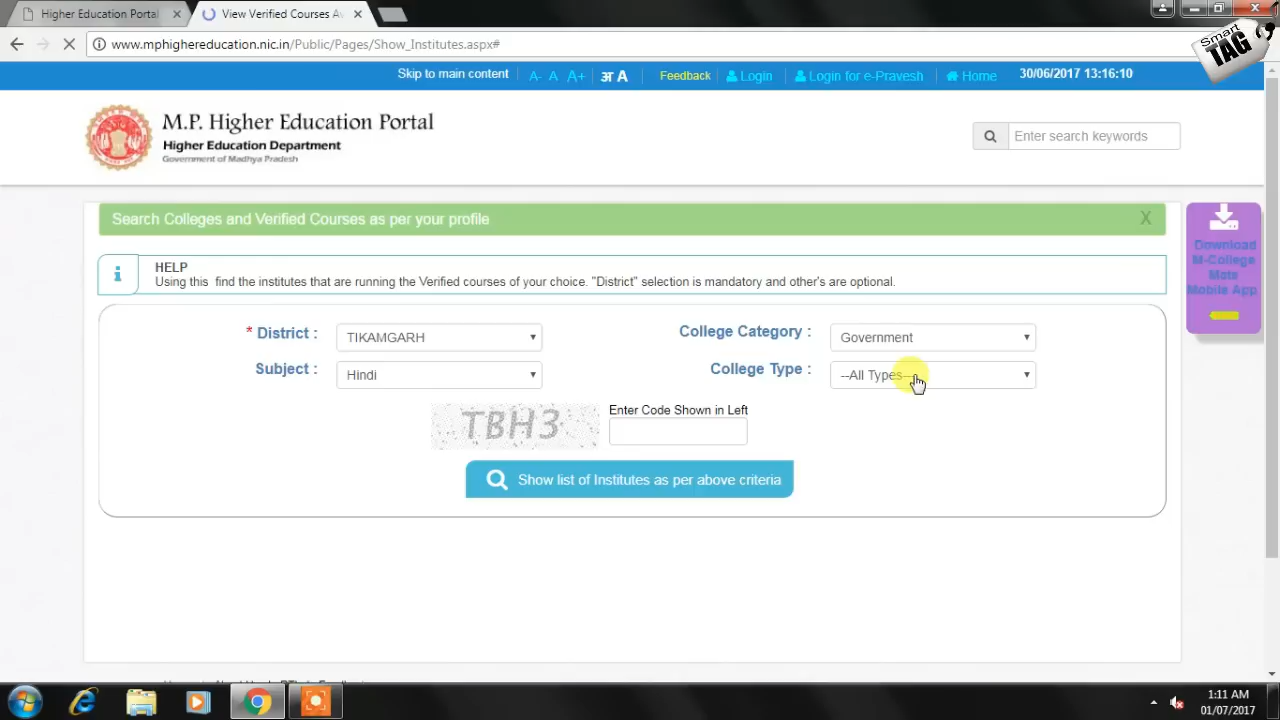 Higher Education Portal
View Verified Courses Av
www.mphighereducation.nic.in/Public/Pages/Show_Institutes.aspx#
Smart TAG
Skip to main content A- A A+ अ A Feedback Login Login for e-Pravesh Home 30/06/2017 13:16:10
M.P. Higher Education Portal
Higher Education Department
Government of Madhya Pradesh
Enter search keywords
Search Colleges and Verified Courses as per your profile X
Download
M-College
Mate
Mobile App
HELP
Using this find the institutes that are running the Verified courses of your choice. "District" selection is mandatory and other's are optional.
* District : TIKAMGARH College Category : Government
Subject : Hindi College Type : --All Types--
TBH3 Enter Code Shown in Left
Show list of Institutes as per above criteria
1:11 AM
01/07/2017